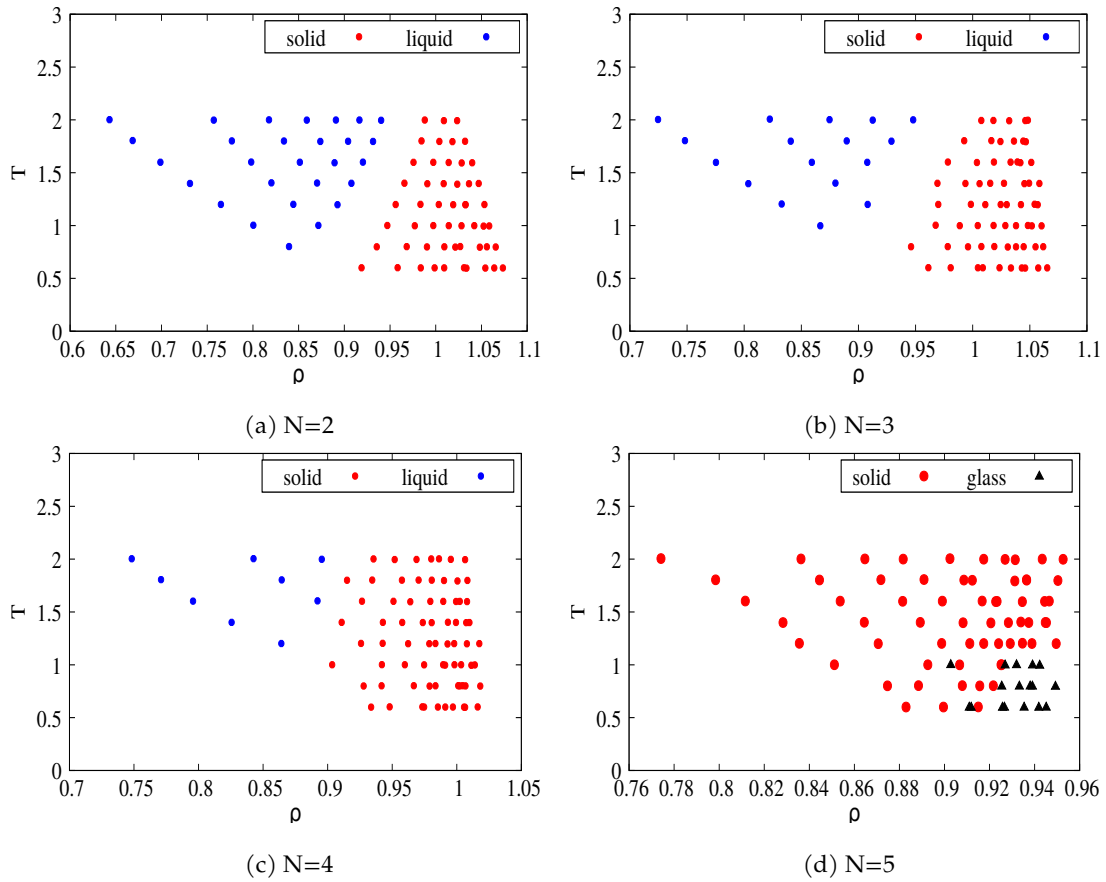 3
2.5
2
1.5
1
0.5
0
T
solid liquid
0.6 0.65 0.7 0.75 0.8 0.85 0.9 0.95 1 1.05 1.1
ρ
(a) N=2
3
2.5
2
1.5
1
0.5
0
T
solid liquid
0.7 0.75 0.8 0.85 0.9 0.95 1 1.05 1.1
ρ
(b) N=3
3
2.5
2
1.5
1
0.5
0
T
solid liquid
0.7 0.75 0.8 0.85 0.9 0.95 1 1.05
ρ
(c) N=4
3
2.5
2
1.5
1
0.5
0
T
solid glass
0.76 0.78 0.8 0.82 0.84 0.86 0.88 0.9 0.92 0.94 0.96
ρ
(d) N=5